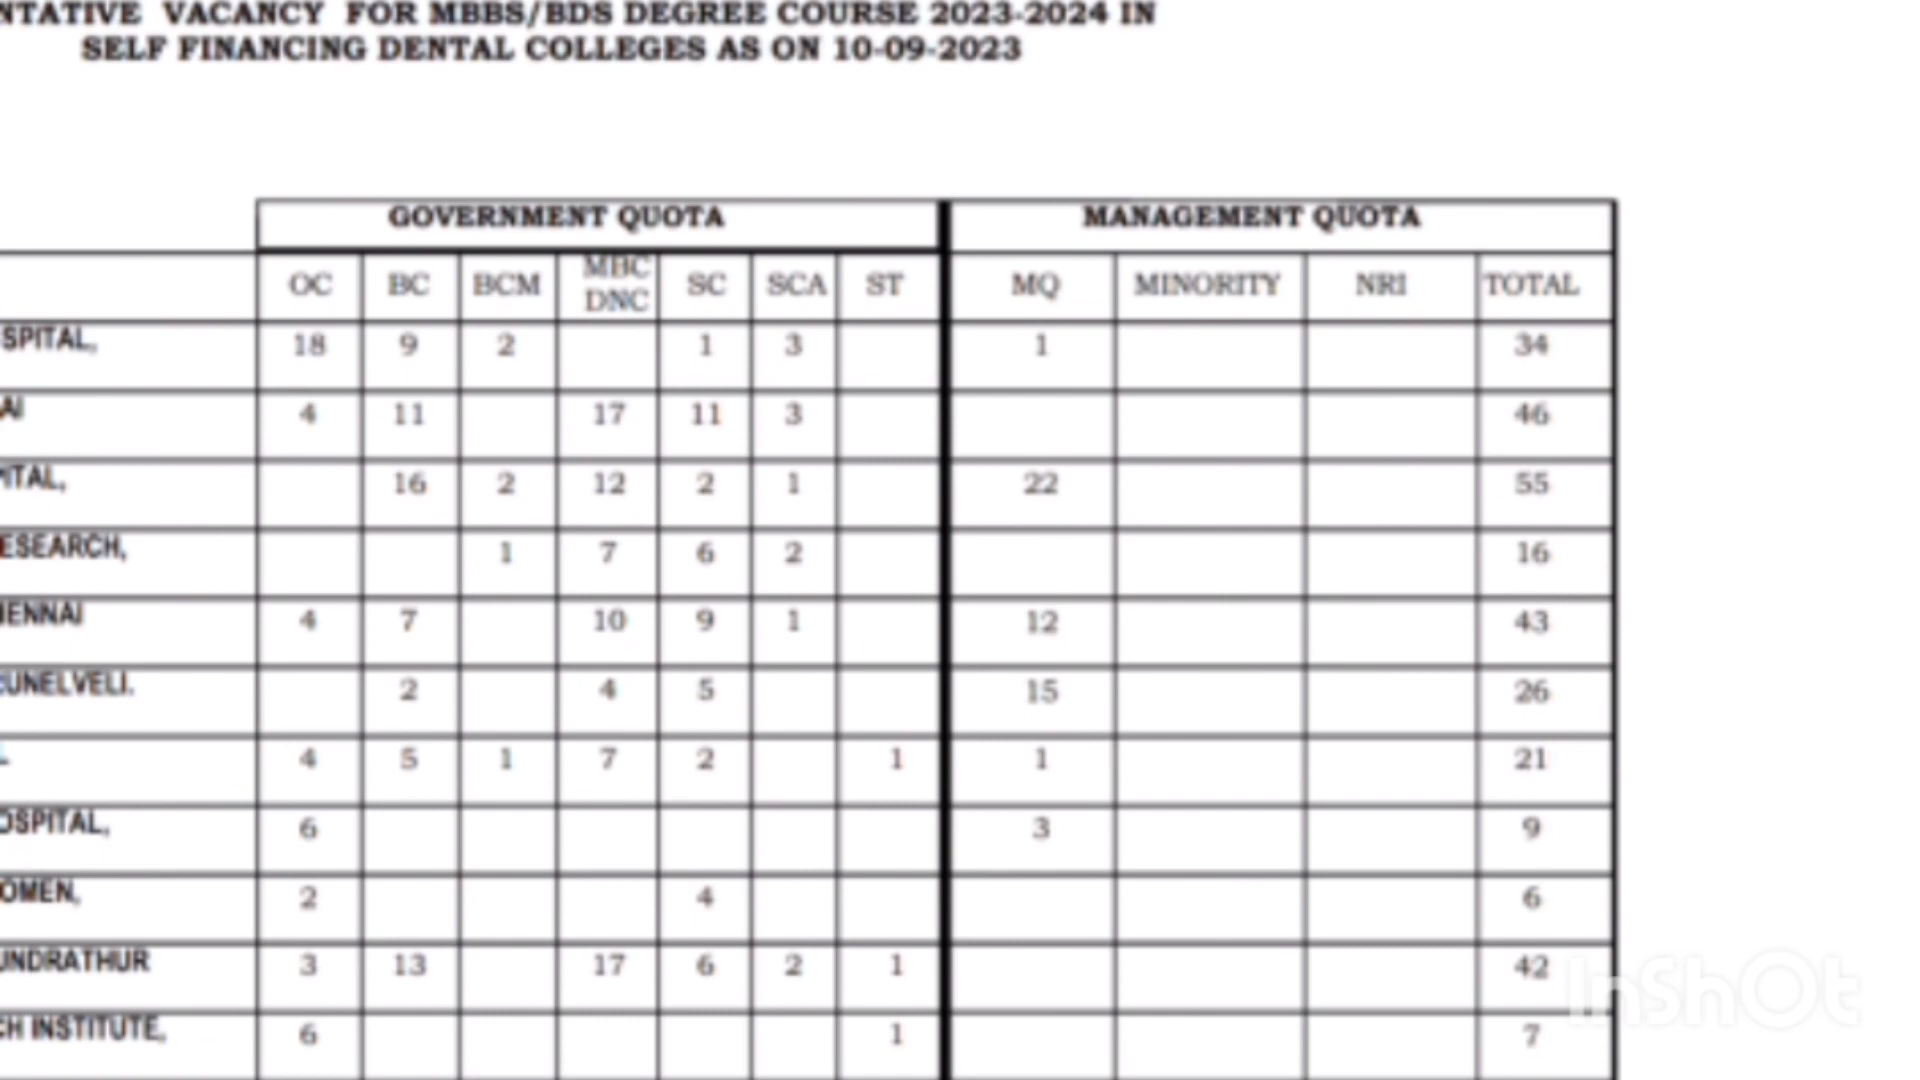 NTATIVE VACANCY FOR MBBS/BDS DEGREE COURSE 2023-2024 IN
SELF FINANCING DENTAL COLLEGES AS ON 10-09-2023
GOVERNMENT QUOTA MANAGEMENT QUOTA
OC BC BCM MBC DNC SC SCA ST MQ MINORITY NRI TOTAL
SPITAL, 18 9 2 1 3 1 34
AI 4 11 17 11 3 46
PITAL, 16 2 12 2 1 22 55
ESEARCH, 1 7 6 2 16
HENNAI 4 7 10 9 1 12 43
UNELVELI. 2 4 5 15 26
4 5 1 7 2 1 1 21
OSPITAL, 6 3 9
OMEN, 2 4 6
UNDRATHUR 3 13 17 6 2 1 42
CH INSTITUTE, 6 1 7
InShOt